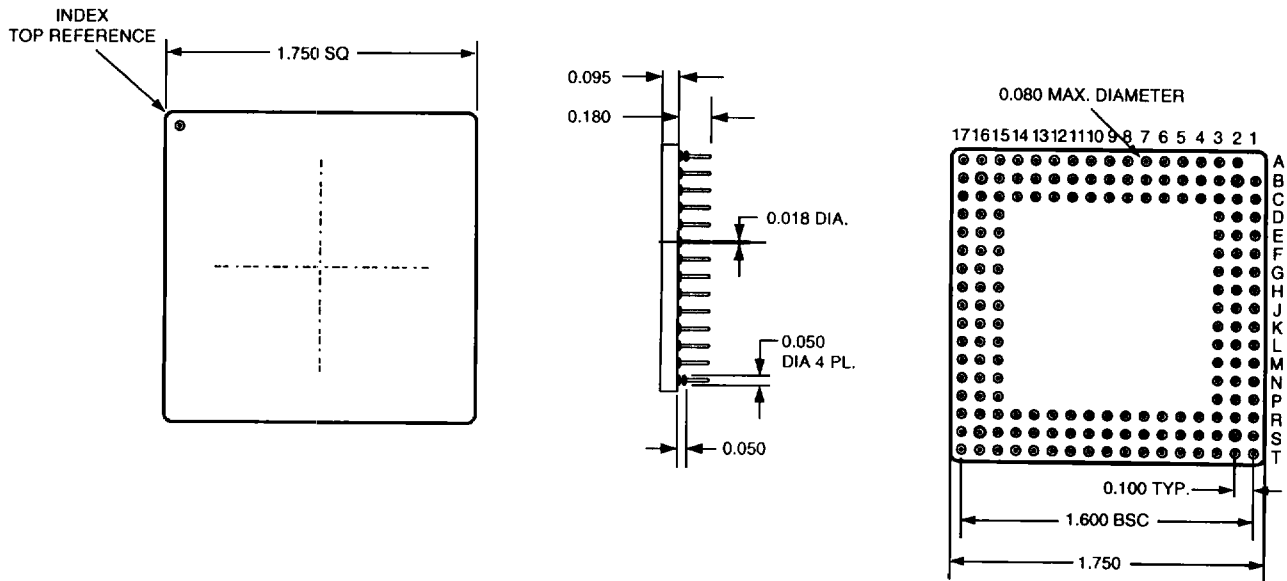 INDEX
TOP REFERENCE
1.750 SQ
0.095
0.180
0.018 DIA.
0.050
DIA 4 PL.
0.050
0.080 MAX. DIAMETER
17 16 15 14 13 12 11 10 9 8 7 6 5 4 3 2 1
A
B
C
D
E
F
G
H
J
K
L
M
N
P
R
S
T
0.100 TYP.
1.600 BSC
1.750